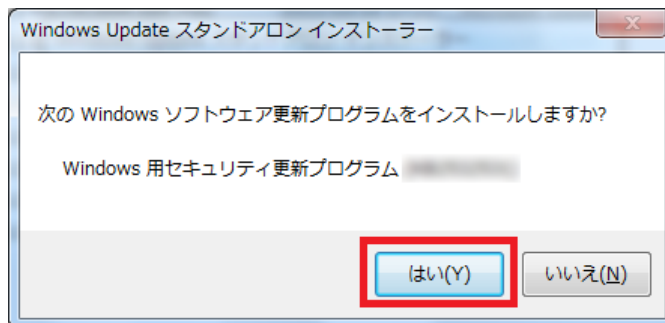 Windows Update スタンドアロン インストーラー
次の Windows ソフトウェア更新プログラムをインストールしますか?
Windows 用セキュリティ更新プログラム
はい(Y)
いいえ(N)